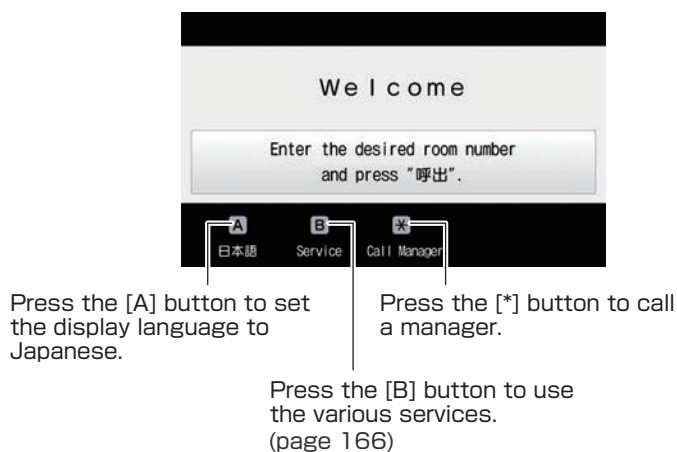 Welcome
Enter the desired room number
and press "呼出".
A B *
日本語 Service Call Manager
Press the [A] button to set
the display language to
Japanese.
Press the [*] button to call
a manager.
Press the [B] button to use
the various services.
(page 166)